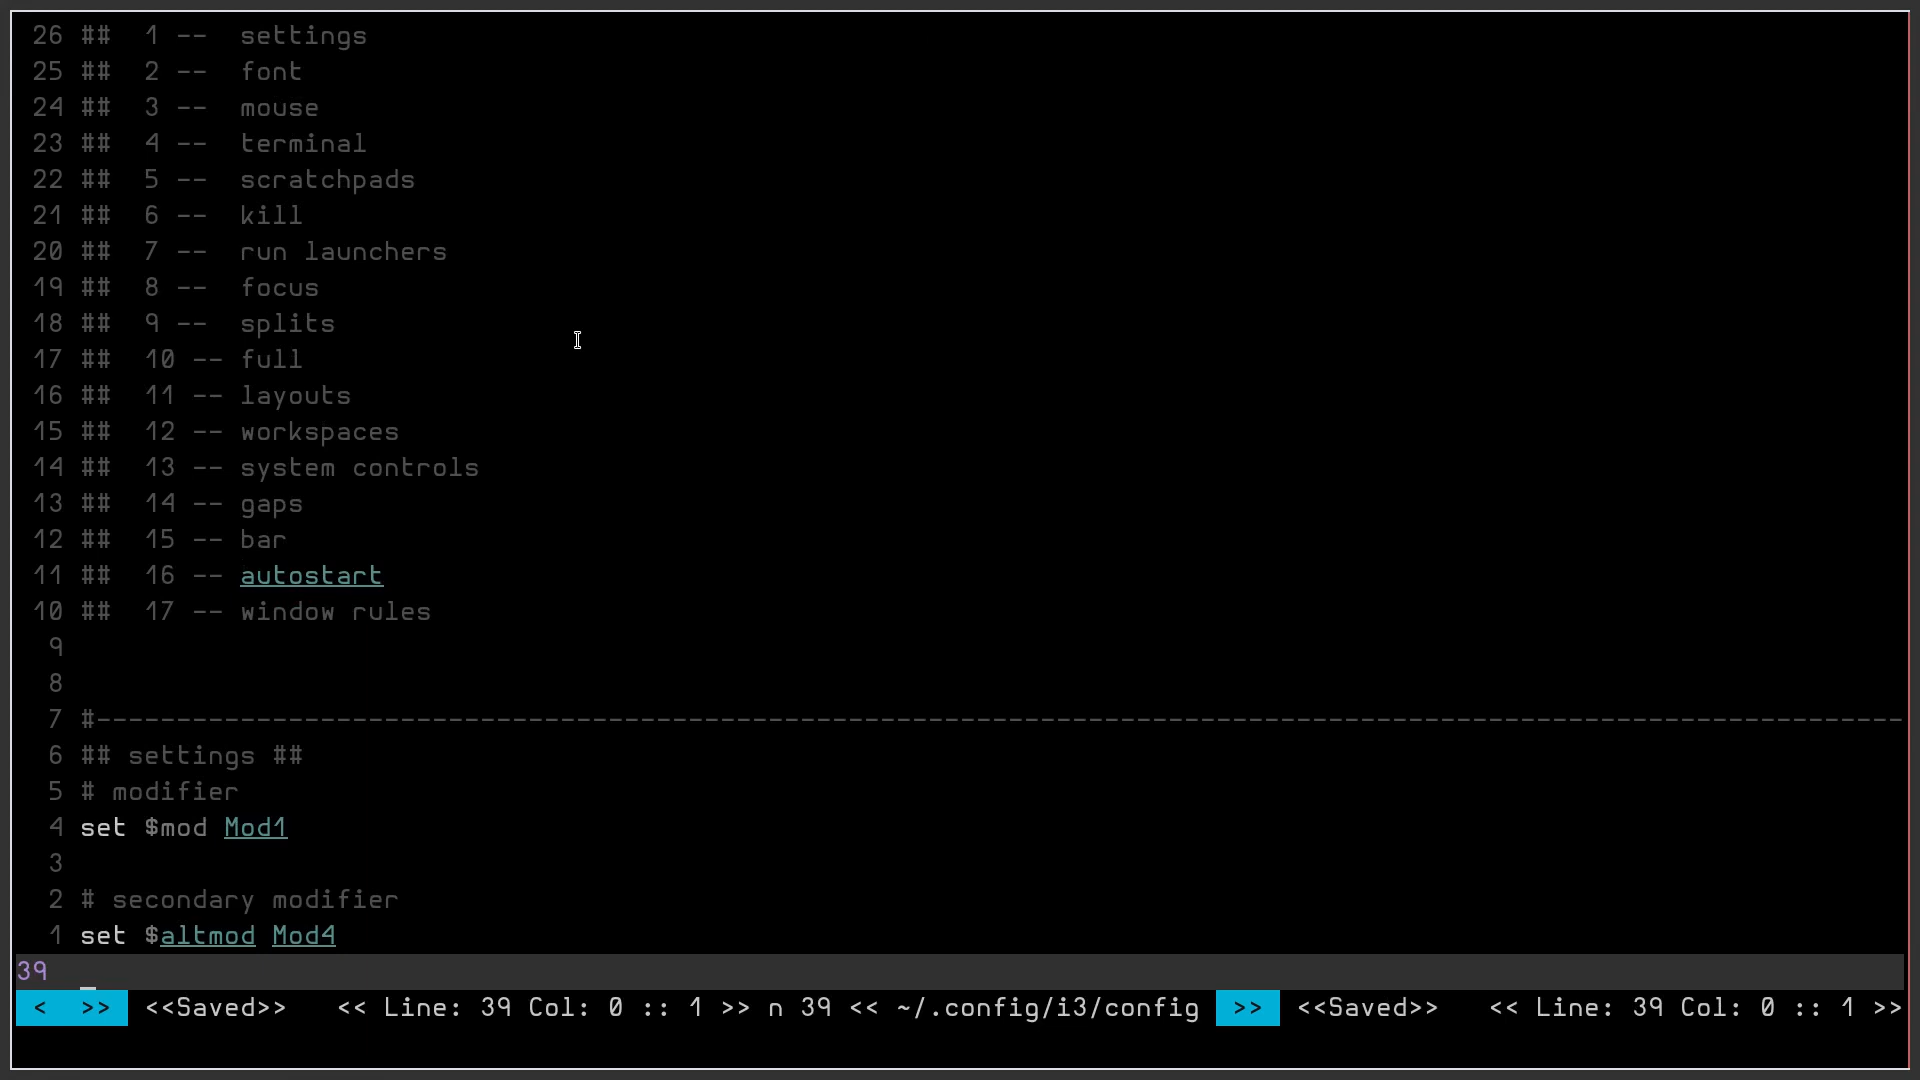 26 ##  1 --  settings
25 ##  2 --  font
24 ##  3 --  mouse
23 ##  4 --  terminal
22 ##  5 --  scratchpads
21 ##  6 --  kill
20 ##  7 --  run launchers
19 ##  8 --  focus
18 ##  9 --  splits
17 ##  10 -- full
16 ##  11 -- layouts
15 ##  12 -- workspaces
14 ##  13 -- system controls
13 ##  14 -- gaps
12 ##  15 -- bar
11 ##  16 -- autostart
10 ##  17 -- window rules
9
8
7 #-----------------------------------------------------------------------------------------------------------------
6 ## settings ##
5 # modifier
4 set $mod Mod1
3
2 # secondary modifier
1 set $altmod Mod4
39
<  >> <<Saved>>   << Line: 39 Col: 0 :: 1 >> n 39 << ~/.config/i3/config >> <<Saved>>   << Line: 39 Col: 0 :: 1 >>